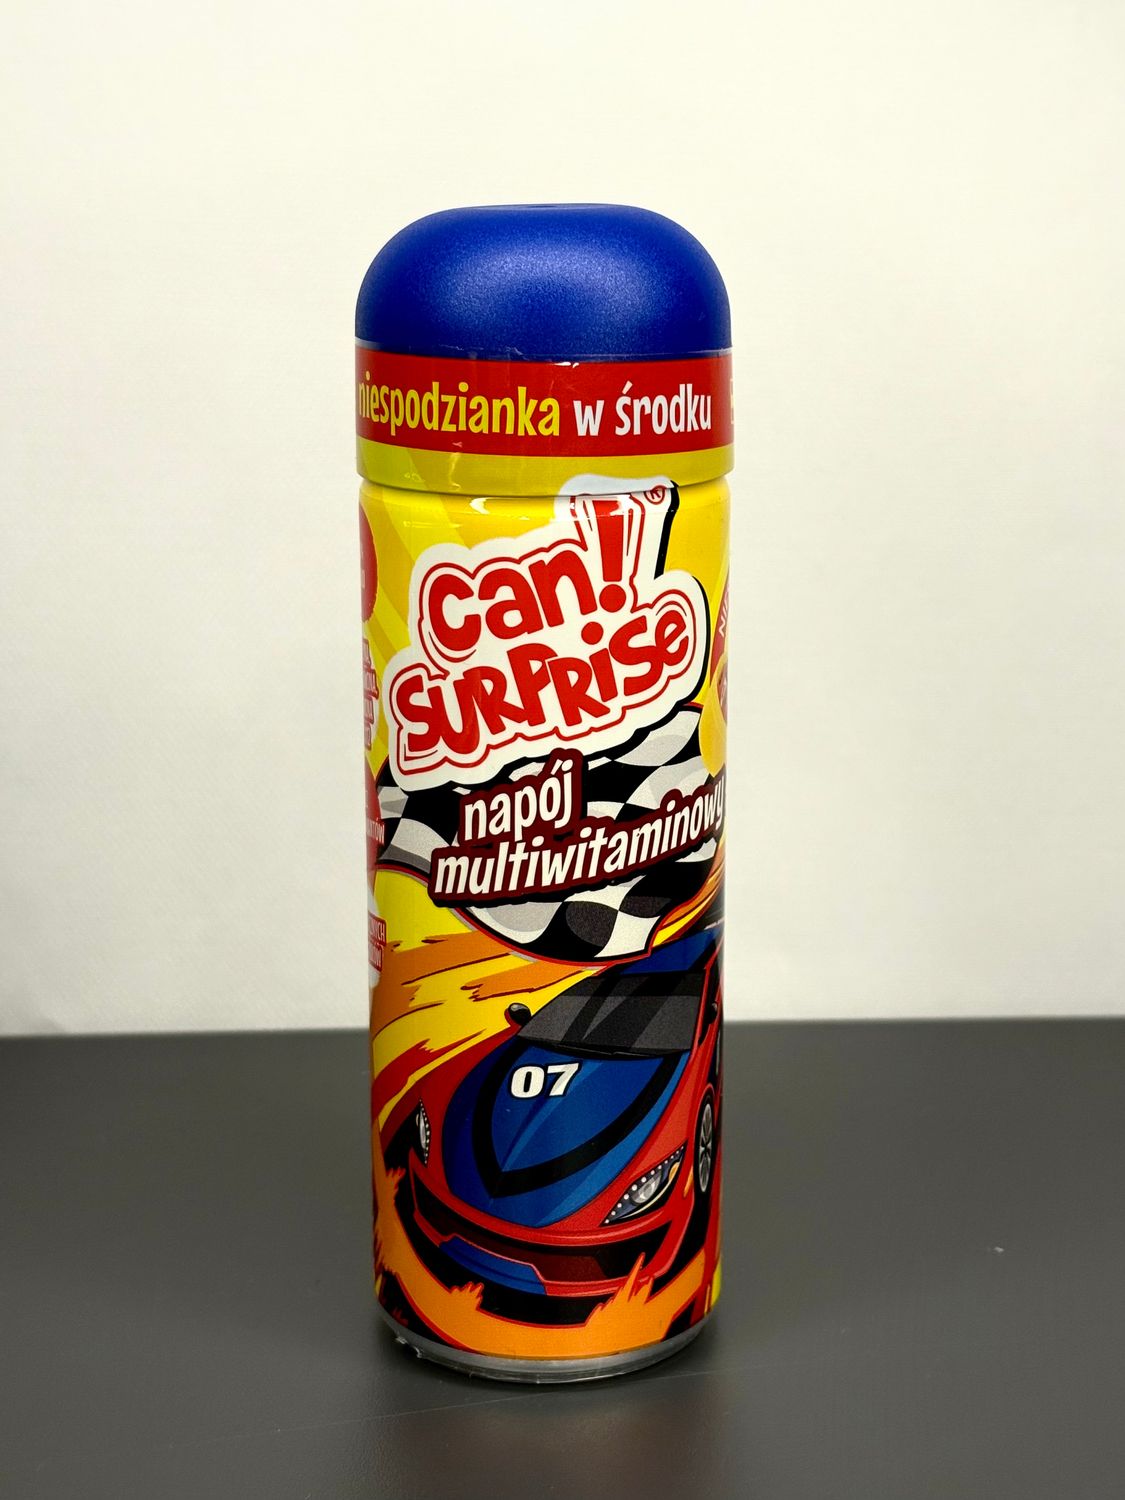 niespodzianka w środku
can!®
SURPRISE
napój
multiwitaminowy
07